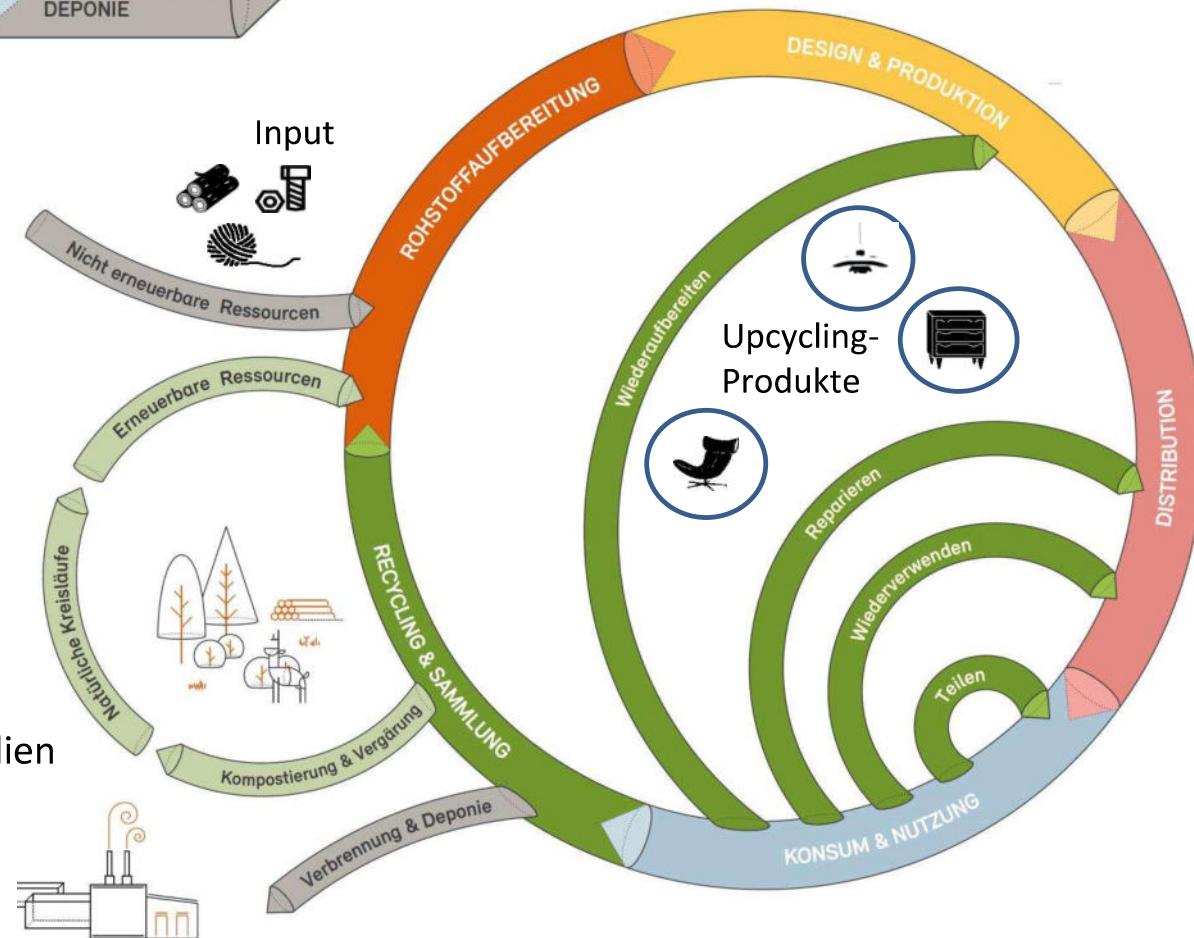 DEPONIE
DESIGN & PRODUKTION
ROHSTOFFAUFBEREITUNG
Input
Nicht erneuerbare Ressourcen
Wiederaufbereiten
Upcycling-
Produkte
Erneuerbare Ressourcen
DISTRIBUTION
Reparieren
Wiederverwenden
Natürliche Kreisläufe
RECYCLING & SAMMLUNG
Teilen
Kompostierung & Vergärung
lien
Verbrennung & Deponie
KONSUM & NUTZUNG